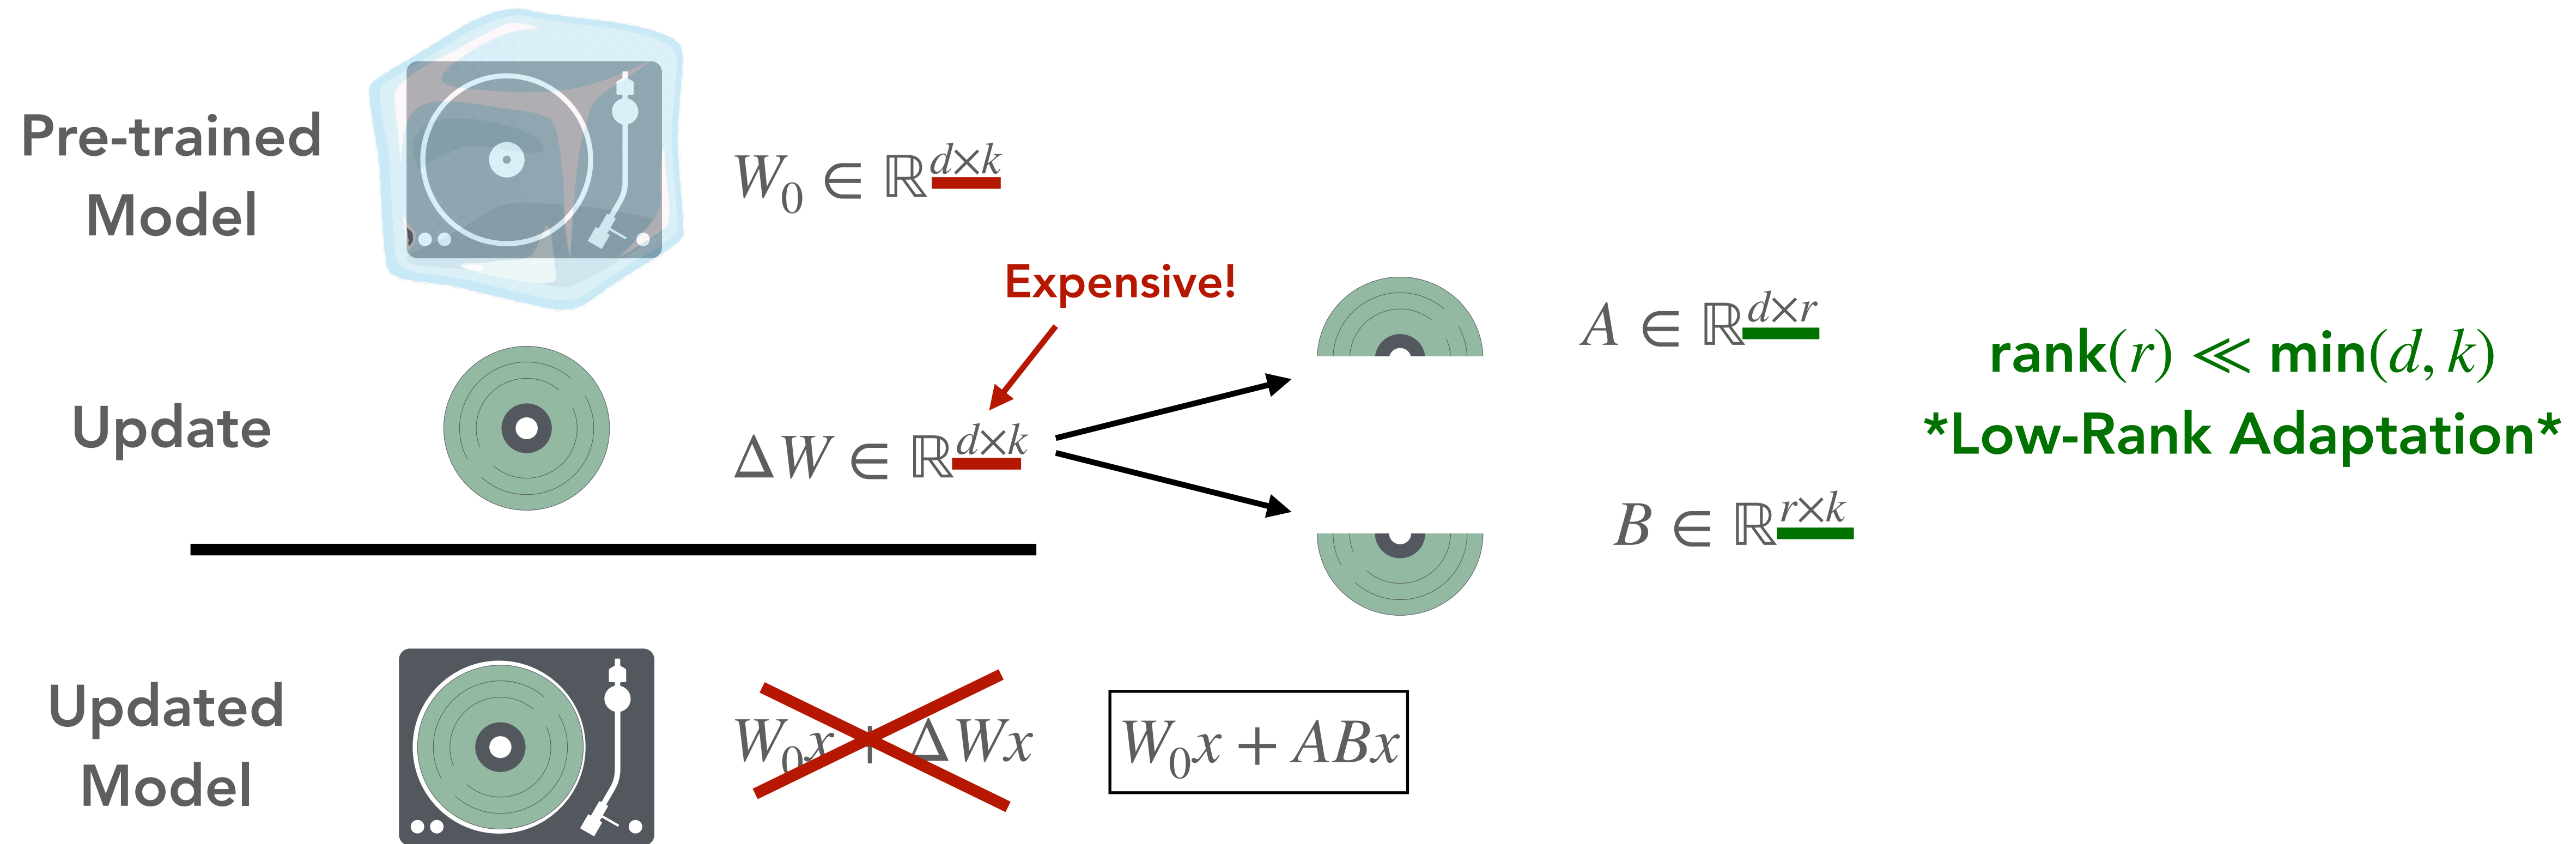 Pre-trained
Model
W₀ ∈ ℝ^{d×k}
Expensive!
Update
ΔW ∈ ℝ^{d×k}
A ∈ ℝ^{d×r}
B ∈ ℝ^{r×k}
rank(r) ≪ min(d, k)
*Low-Rank Adaptation*
Updated
Model
W₀x + ΔWx
W₀x + ABx